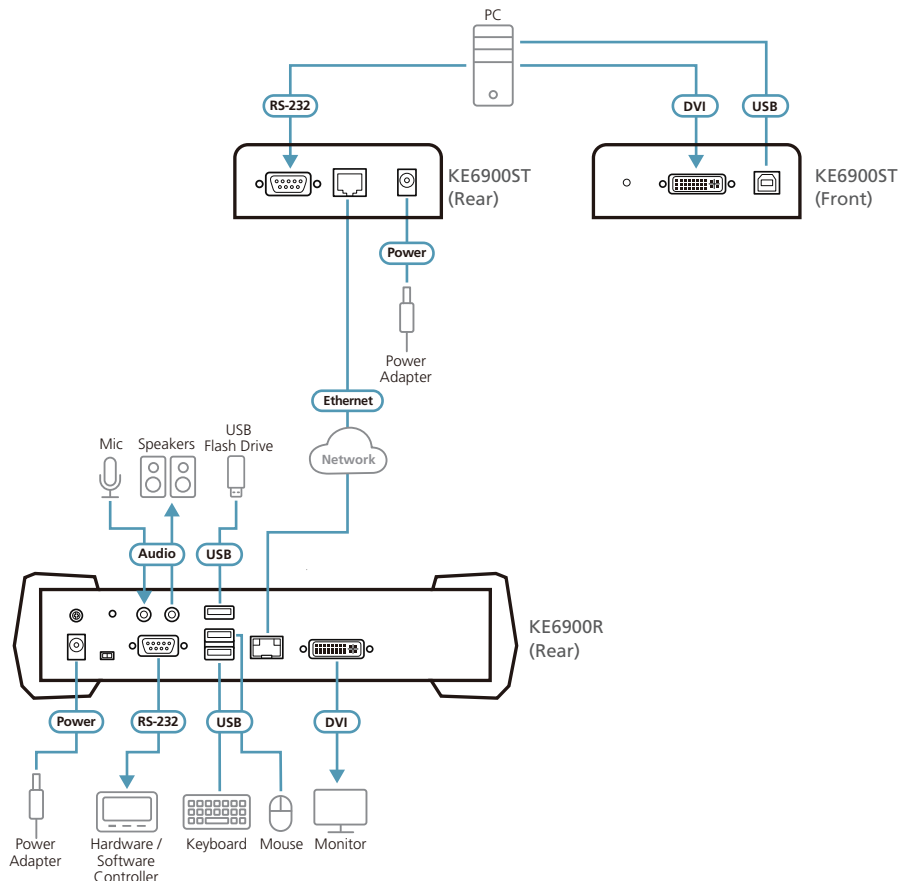 PC
RS-232
DVI
USB
KE6900ST
(Rear)
KE6900ST
(Front)
Power
Power
Adapter
Ethernet
Network
Mic
Speakers
USB
Flash Drive
Audio
USB
KE6900R
(Rear)
Power
RS-232
USB
DVI
Power
Adapter
Hardware /
Software
Controller
Keyboard
Mouse
Monitor